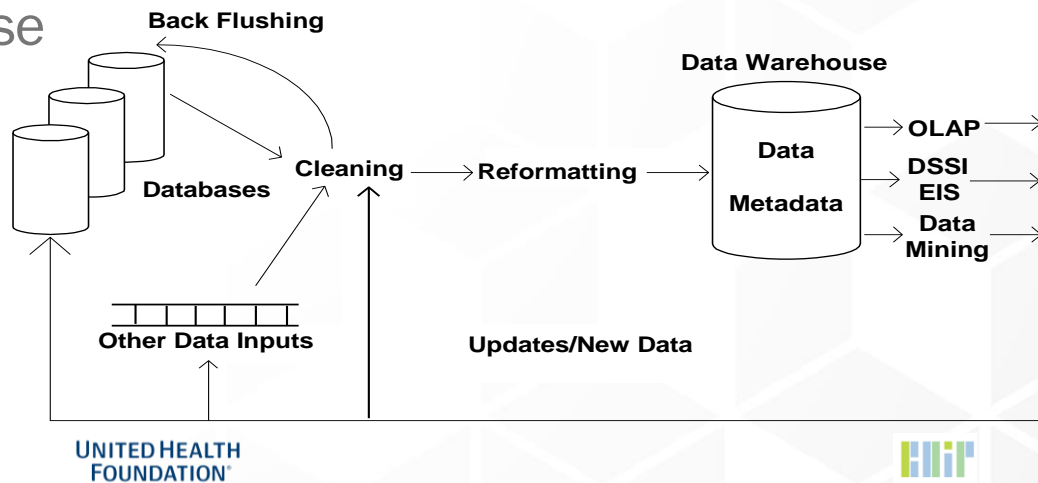 se
Back Flushing
Data Warehouse
Databases
Cleaning
Reformatting
Data
Metadata
OLAP
DSSI
EIS
Data
Mining
Other Data Inputs
Updates/New Data
UNITED HEALTH
FOUNDATION®